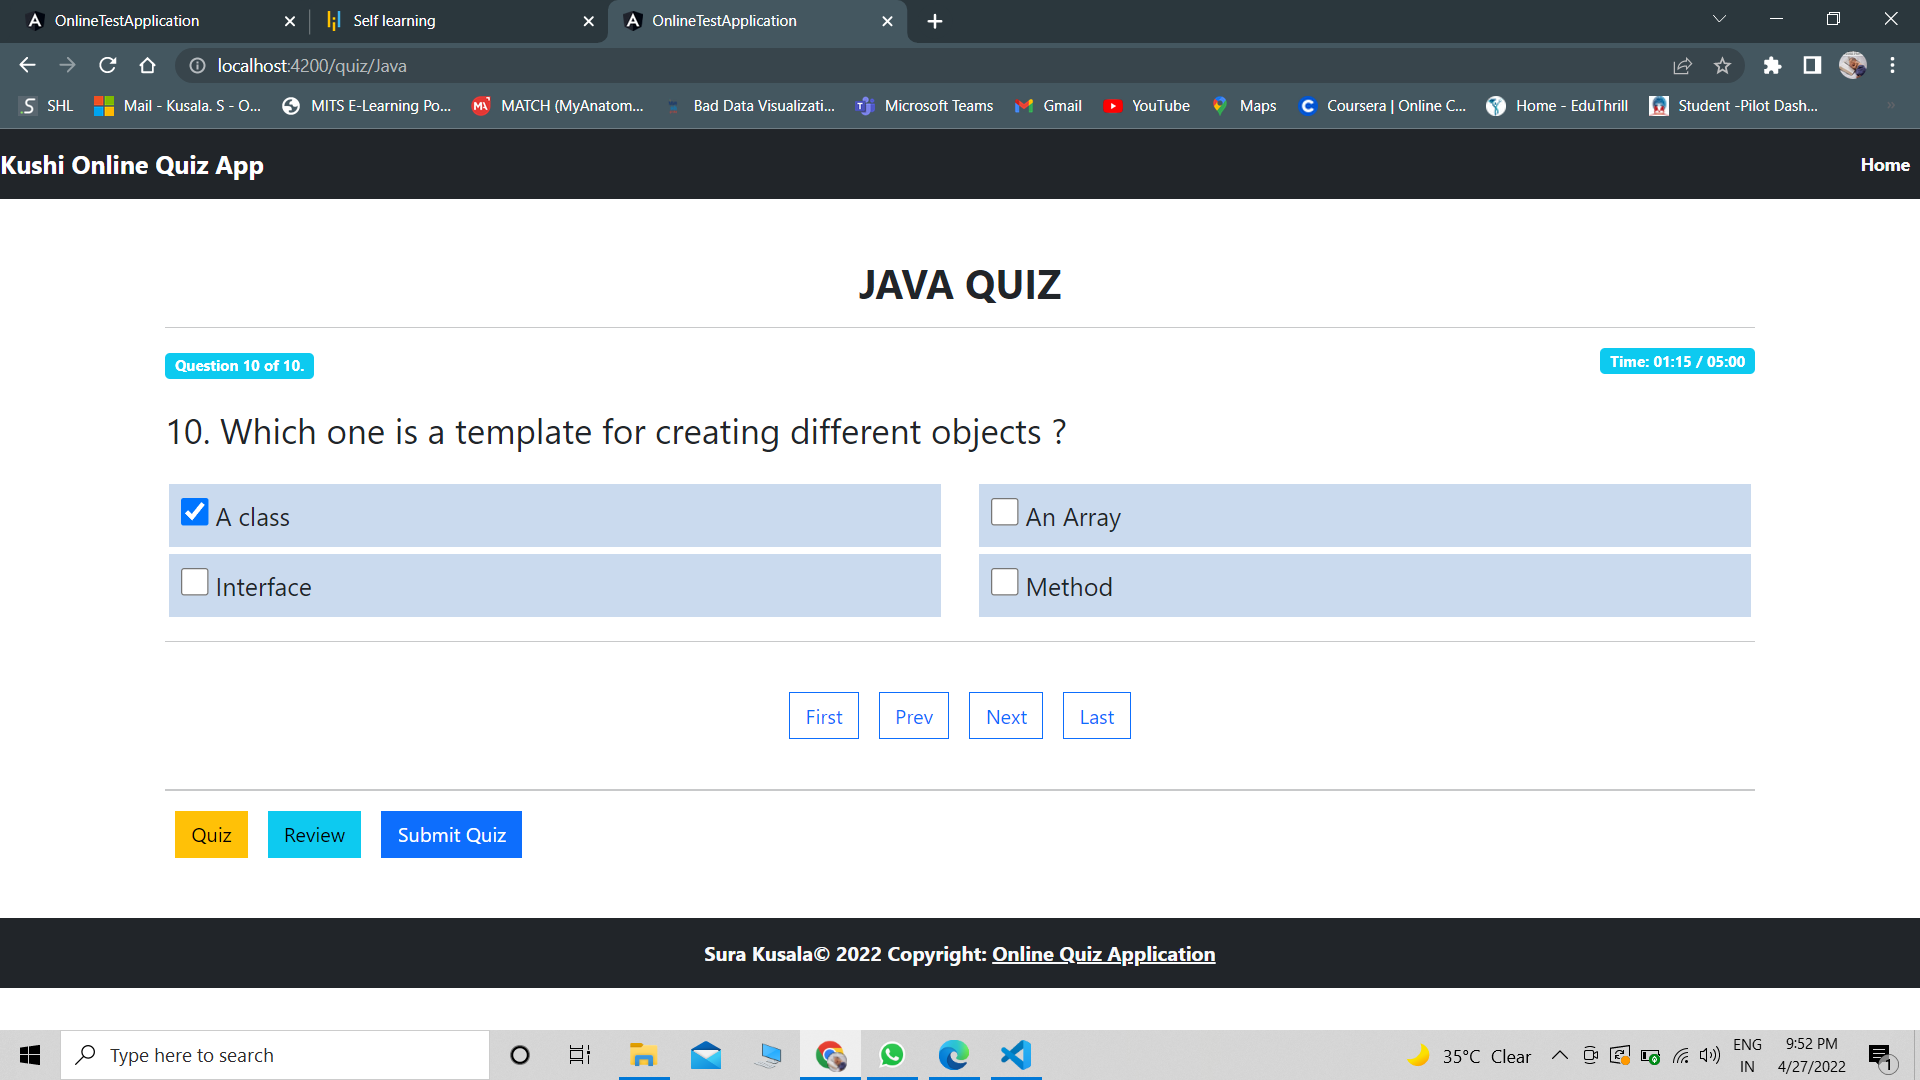 OnlineTestApplication
Self learning
OnlineTestApplication
localhost:4200/quiz/Java
SHL
Mail - Kusala. S - O...
MITS E-Learning Po...
MATCH (MyAnatom...
Bad Data Visualizati...
Microsoft Teams
Gmail
YouTube
Maps
Coursera | Online C...
Home - EduThrill
Student -Pilot Dash...
Kushi Online Quiz App
Home
JAVA QUIZ
Question 10 of 10.
Time: 01:15 / 05:00
10. Which one is a template for creating different objects ?
A class
An Array
Interface
Method
First
Prev
Next
Last
Quiz
Review
Submit Quiz
Sura Kusala© 2022 Copyright: Online Quiz Application
Type here to search
35°C Clear
ENG
IN
9:52 PM
4/27/2022
1